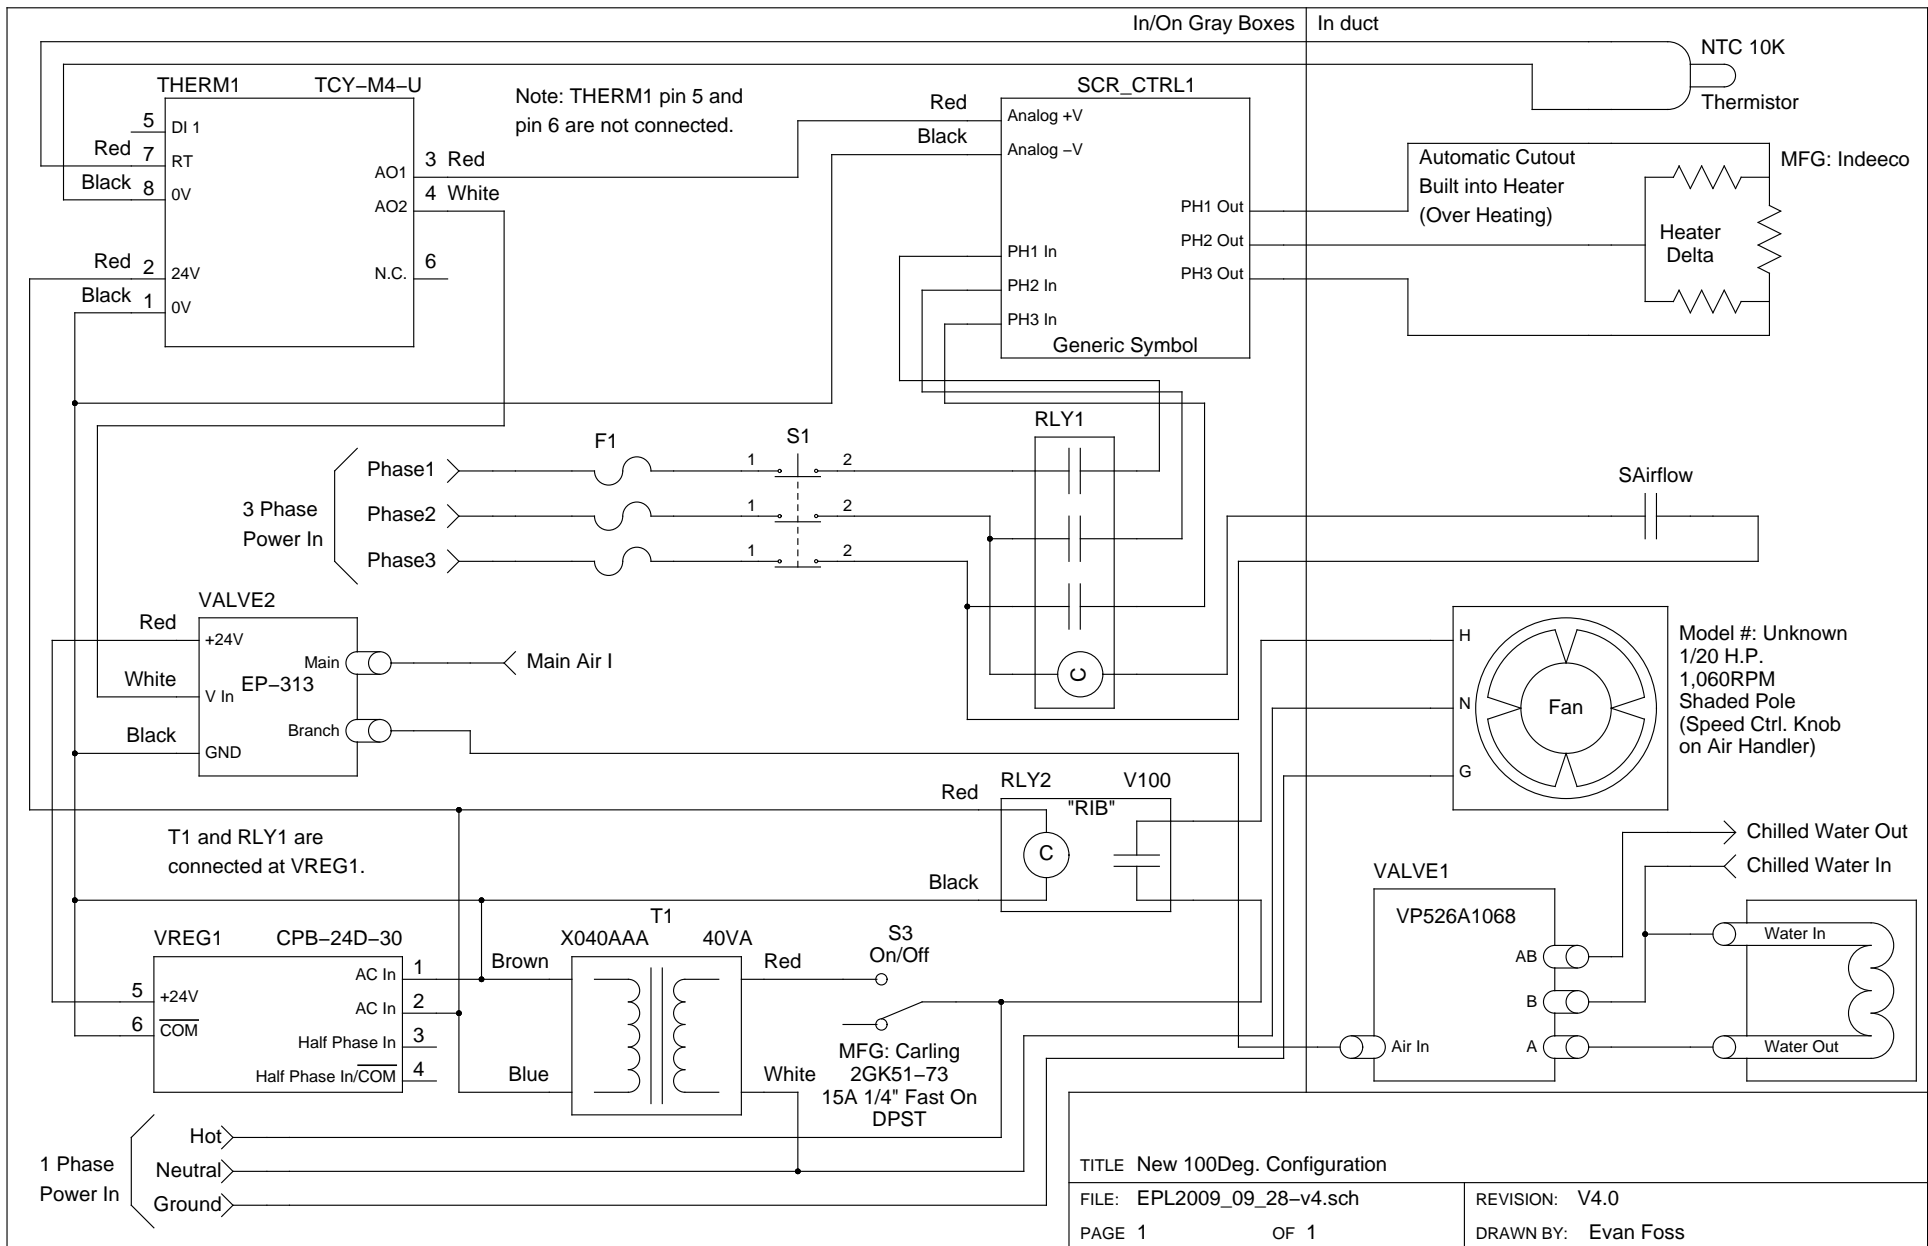 In/On Gray Boxes
In duct
NTC 10K
Thermistor
THERM1
TCY−M4−U
Note: THERM1 pin 5 and
pin 6 are not connected.
5
DI 1
Red
7
RT
Black
8
0V
AO1
3
Red
AO2
4
White
Red
2
24V
Black
1
0V
N.C.
6
SCR_CTRL1
Red
Analog +V
Black
Analog −V
PH1 Out
PH2 Out
PH3 Out
PH1 In
PH2 In
PH3 In
Generic Symbol
Automatic Cutout
Built into Heater
(Over Heating)
MFG: Indeeco
Heater
Delta
RLY1
F1
S1
Phase1
1
2
3 Phase
Power In
Phase2
1
2
Phase3
1
2
C
SAirflow
VALVE2
Red
+24V
Main
Main Air I
White
V In
EP−313
Branch
Black
GND
H
N
G
Fan
Model #: Unknown
1/20 H.P.
1,060RPM
Shaded Pole
(Speed Ctrl. Knob
on Air Handler)
T1 and RLY1 are
connected at VREG1.
RLY2
V100
"RIB"
Red
C
Black
Chilled Water Out
Chilled Water In
VALVE1
VP526A1068
AB
B
A
Air In
Water In
Water Out
VREG1
CPB−24D−30
5
+24V
6
COM
AC In
1
AC In
2
Half Phase In
3
Half Phase In/COM
4
T1
X040AAA
40VA
Brown
Blue
Red
White
S3
On/Off
MFG: Carling
2GK51−73
15A 1/4" Fast On
DPST
1 Phase
Power In
Hot
Neutral
Ground
TITLE New 100Deg. Configuration
FILE: EPL2009_09_28−v4.sch
REVISION: V4.0
PAGE 1 OF 1
DRAWN BY: Evan Foss